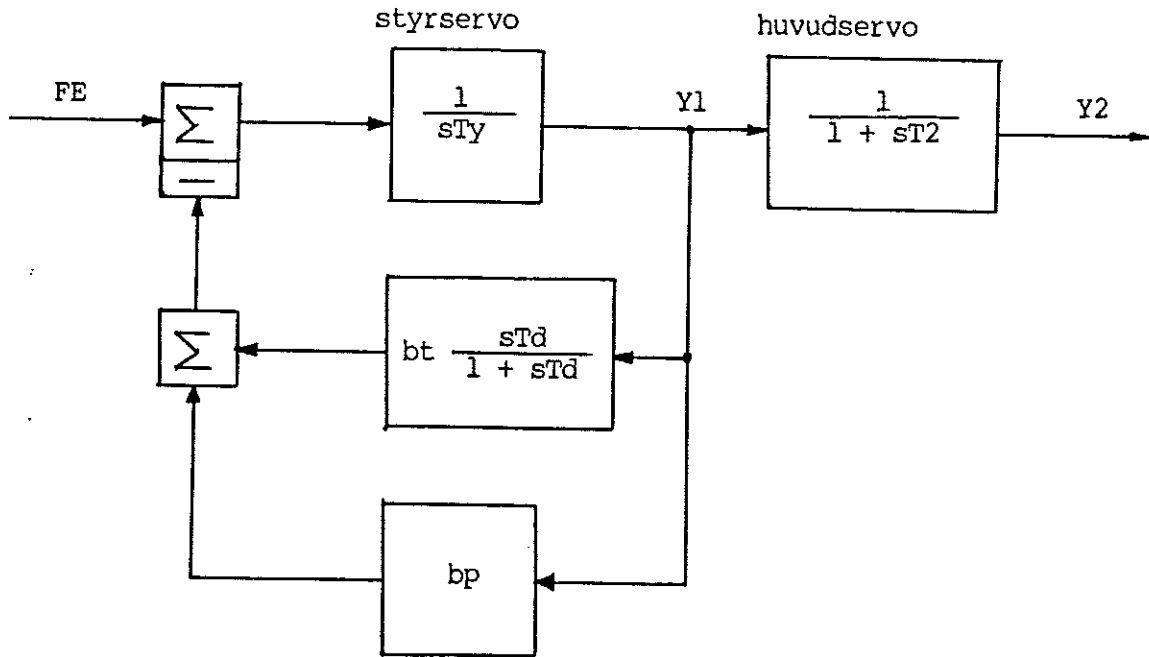 styrservo
huvudservo
FE
Σ
—
1
sTy
Y1
1
1 + sT2
Y2
Σ
bt sTd
1 + sTd
bp